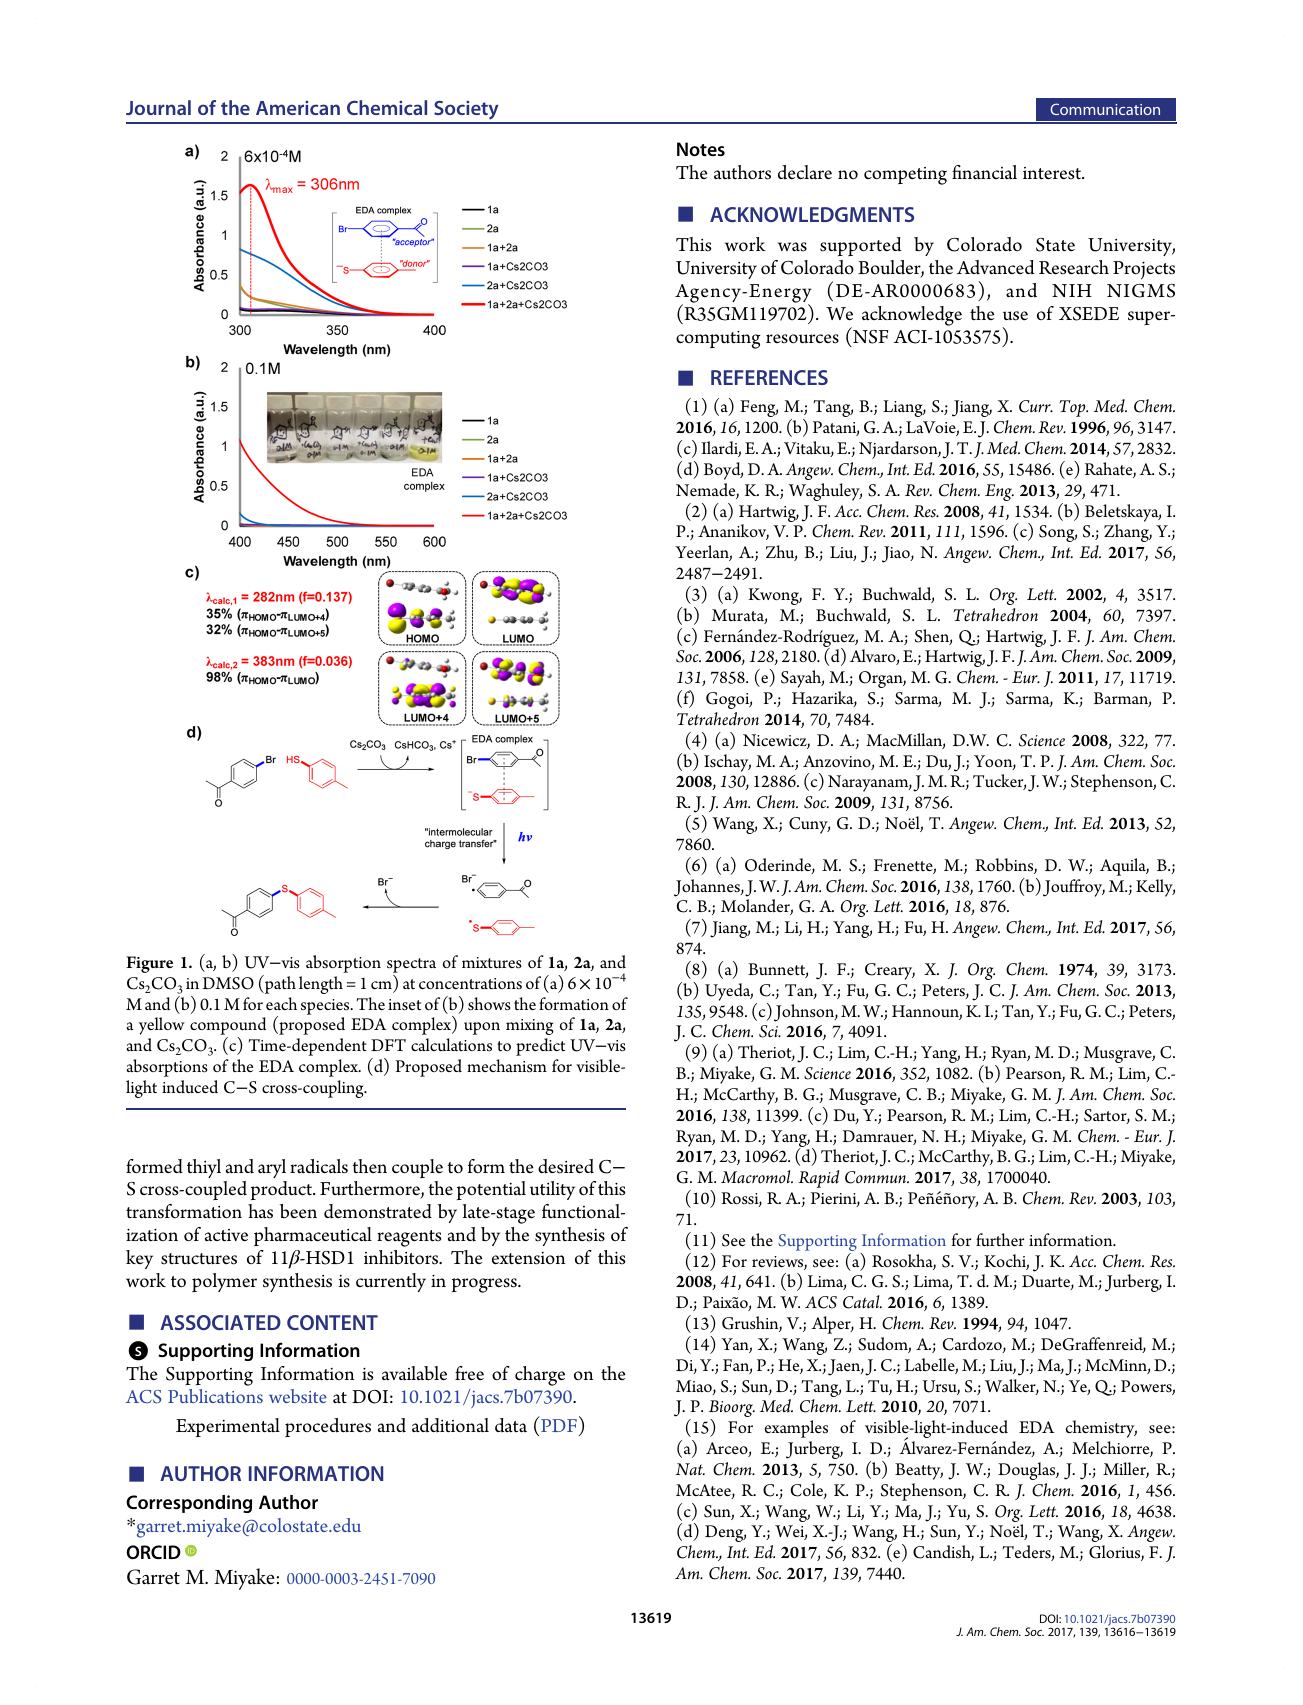 Journal of the American Chemical Society
Communication
a)
2
6x10⁻⁴M
λmax = 306nm
1.5
1
0.5
0
Absorbance (a.u.)
EDA complex
Br
O
"acceptor"
⁻S
"donor"
1a
2a
1a+2a
1a+Cs2CO3
2a+Cs2CO3
1a+2a+Cs2CO3
300 350 400
Wavelength (nm)
b)
2
0.1M
1.5
1
0.5
0
Absorbance (a.u.)
EDA
complex
1a
2a
1a+2a
1a+Cs2CO3
2a+Cs2CO3
1a+2a+Cs2CO3
400 450 500 550 600
Wavelength (nm)
c)
λcalc,1 = 282nm (f=0.137)
35% (πHOMO-πLUMO+4)
32% (πHOMO-πLUMO+5)
λcalc,2 = 383nm (f=0.036)
98% (πHOMO-πLUMO)
HOMO
LUMO
LUMO+4
LUMO+5
d)
Br HS
O
Cs₂CO₃ CsHCO₃, Cs⁺
EDA complex
Br
O
⁻S
"intermolecular
charge transfer"
hν
Br⁻
O
S
S
O
Br⁻
Figure 1. (a, b) UV−vis absorption spectra of mixtures of 1a, 2a, and
Cs₂CO₃ in DMSO (path length = 1 cm) at concentrations of (a) 6 × 10⁻⁴
M and (b) 0.1 M for each species. The inset of (b) shows the formation of
a yellow compound (proposed EDA complex) upon mixing of 1a, 2a,
and Cs₂CO₃. (c) Time-dependent DFT calculations to predict UV−vis
absorptions of the EDA complex. (d) Proposed mechanism for visible-
light induced C−S cross-coupling.
formed thiyl and aryl radicals then couple to form the desired C−
S cross-coupled product. Furthermore, the potential utility of this
transformation has been demonstrated by late-stage functional-
ization of active pharmaceutical reagents and by the synthesis of
key structures of 11β-HSD1 inhibitors. The extension of this
work to polymer synthesis is currently in progress.
ASSOCIATED CONTENT
S Supporting Information
The Supporting Information is available free of charge on the
ACS Publications website at DOI: 10.1021/jacs.7b07390.
Experimental procedures and additional data (PDF)
AUTHOR INFORMATION
Corresponding Author
*garret.miyake@colostate.edu
ORCID iD
Garret M. Miyake: 0000-0003-2451-7090
Notes
The authors declare no competing financial interest.
ACKNOWLEDGMENTS
This work was supported by Colorado State University,
University of Colorado Boulder, the Advanced Research Projects
Agency-Energy (DE-AR0000683), and NIH NIGMS
(R35GM119702). We acknowledge the use of XSEDE super-
computing resources (NSF ACI-1053575).
REFERENCES
(1) (a) Feng, M.; Tang, B.; Liang, S.; Jiang, X. Curr. Top. Med. Chem.
2016, 16, 1200. (b) Patani, G. A.; LaVoie, E. J. Chem. Rev. 1996, 96, 3147.
(c) Ilardi, E. A.; Vitaku, E.; Njardarson, J. T. J. Med. Chem. 2014, 57, 2832.
(d) Boyd, D. A. Angew. Chem., Int. Ed. 2016, 55, 15486. (e) Rahate, A. S.;
Nemade, K. R.; Waghuley, S. A. Rev. Chem. Eng. 2013, 29, 471.
(2) (a) Hartwig, J. F. Acc. Chem. Res. 2008, 41, 1534. (b) Beletskaya, I.
P.; Ananikov, V. P. Chem. Rev. 2011, 111, 1596. (c) Song, S.; Zhang, Y.;
Yeerlan, A.; Zhu, B.; Liu, J.; Jiao, N. Angew. Chem., Int. Ed. 2017, 56,
2487−2491.
(3) (a) Kwong, F. Y.; Buchwald, S. L. Org. Lett. 2002, 4, 3517.
(b) Murata, M.; Buchwald, S. L. Tetrahedron 2004, 60, 7397.
(c) Fernández-Rodríguez, M. A.; Shen, Q.; Hartwig, J. F. J. Am. Chem.
Soc. 2006, 128, 2180. (d) Alvaro, E.; Hartwig, J. F. J. Am. Chem. Soc. 2009,
131, 7858. (e) Sayah, M.; Organ, M. G. Chem. - Eur. J. 2011, 17, 11719.
(f) Gogoi, P.; Hazarika, S.; Sarma, M. J.; Sarma, K.; Barman, P.
Tetrahedron 2014, 70, 7484.
(4) (a) Nicewicz, D. A.; MacMillan, D.W. C. Science 2008, 322, 77.
(b) Ischay, M. A.; Anzovino, M. E.; Du, J.; Yoon, T. P. J. Am. Chem. Soc.
2008, 130, 12886. (c) Narayanam, J. M. R.; Tucker, J. W.; Stephenson, C.
R. J. J. Am. Chem. Soc. 2009, 131, 8756.
(5) Wang, X.; Cuny, G. D.; Noël, T. Angew. Chem., Int. Ed. 2013, 52,
7860.
(6) (a) Oderinde, M. S.; Frenette, M.; Robbins, D. W.; Aquila, B.;
Johannes, J. W. J. Am. Chem. Soc. 2016, 138, 1760. (b) Jouffroy, M.; Kelly,
C. B.; Molander, G. A. Org. Lett. 2016, 18, 876.
(7) Jiang, M.; Li, H.; Yang, H.; Fu, H. Angew. Chem., Int. Ed. 2017, 56,
874.
(8) (a) Bunnett, J. F.; Creary, X. J. Org. Chem. 1974, 39, 3173.
(b) Uyeda, C.; Tan, Y.; Fu, G. C.; Peters, J. C. J. Am. Chem. Soc. 2013,
135, 9548. (c) Johnson, M. W.; Hannoun, K. I.; Tan, Y.; Fu, G. C.; Peters,
J. C. Chem. Sci. 2016, 7, 4091.
(9) (a) Theriot, J. C.; Lim, C.-H.; Yang, H.; Ryan, M. D.; Musgrave, C.
B.; Miyake, G. M. Science 2016, 352, 1082. (b) Pearson, R. M.; Lim, C.-
H.; McCarthy, B. G.; Musgrave, C. B.; Miyake, G. M. J. Am. Chem. Soc.
2016, 138, 11399. (c) Du, Y.; Pearson, R. M.; Lim, C.-H.; Sartor, S. M.;
Ryan, M. D.; Yang, H.; Damrauer, N. H.; Miyake, G. M. Chem. - Eur. J.
2017, 23, 10962. (d) Theriot, J. C.; McCarthy, B. G.; Lim, C.-H.; Miyake,
G. M. Macromol. Rapid Commun. 2017, 38, 1700040.
(10) Rossi, R. A.; Pierini, A. B.; Peñéñory, A. B. Chem. Rev. 2003, 103,
71.
(11) See the Supporting Information for further information.
(12) For reviews, see: (a) Rosokha, S. V.; Kochi, J. K. Acc. Chem. Res.
2008, 41, 641. (b) Lima, C. G. S.; Lima, T. d. M.; Duarte, M.; Jurberg, I.
D.; Paixão, M. W. ACS Catal. 2016, 6, 1389.
(13) Grushin, V.; Alper, H. Chem. Rev. 1994, 94, 1047.
(14) Yan, X.; Wang, Z.; Sudom, A.; Cardozo, M.; DeGraffenreid, M.;
Di, Y.; Fan, P.; He, X.; Jaen, J. C.; Labelle, M.; Liu, J.; Ma, J.; McMinn, D.;
Miao, S.; Sun, D.; Tang, L.; Tu, H.; Ursu, S.; Walker, N.; Ye, Q.; Powers,
J. P. Bioorg. Med. Chem. Lett. 2010, 20, 7071.
(15) For examples of visible-light-induced EDA chemistry, see:
(a) Arceo, E.; Jurberg, I. D.; Álvarez-Fernández, A.; Melchiorre, P.
Nat. Chem. 2013, 5, 750. (b) Beatty, J. W.; Douglas, J. J.; Miller, R.;
McAtee, R. C.; Cole, K. P.; Stephenson, C. R. J. Chem. 2016, 1, 456.
(c) Sun, X.; Wang, W.; Li, Y.; Ma, J.; Yu, S. Org. Lett. 2016, 18, 4638.
(d) Deng, Y.; Wei, X.-J.; Wang, H.; Sun, Y.; Noël, T.; Wang, X. Angew.
Chem., Int. Ed. 2017, 56, 832. (e) Candish, L.; Teders, M.; Glorius, F. J.
Am. Chem. Soc. 2017, 139, 7440.
13619
DOI: 10.1021/jacs.7b07390
J. Am. Chem. Soc. 2017, 139, 13616−13619